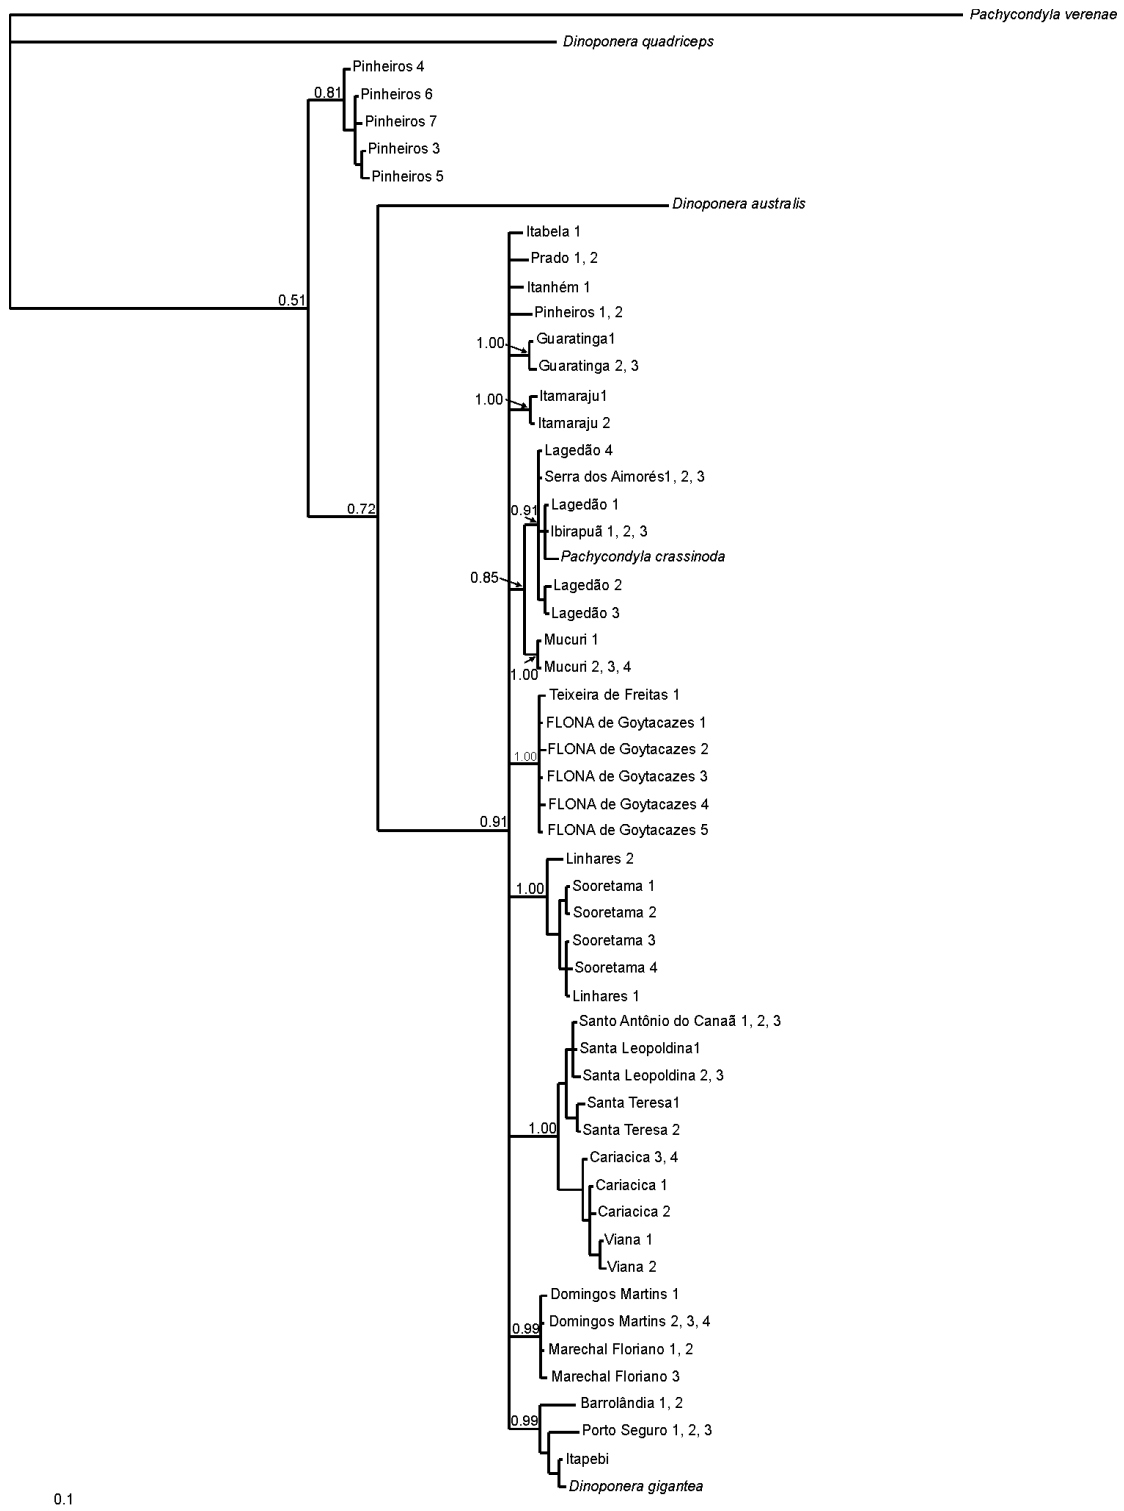 Pachycondyla verenae
Dinoponera quadriceps
Pinheiros 4
0.81
Pinheiros 6
Pinheiros 7
Pinheiros 3
Pinheiros 5
Dinoponera australis
Itabela 1
Prado 1, 2
Itanhém 1
0.51
Pinheiros 1, 2
Guaratinga1
1.00
Guaratinga 2, 3
Itamaraju1
1.00
Itamaraju 2
Lagedão 4
Serra dos Aimorés1, 2, 3
Lagedão 1
0.91
0.72
Ibirapuã 1, 2, 3
Pachycondyla crassinoda
0.85
Lagedão 2
Lagedão 3
Mucuri 1
Mucuri 2, 3, 4
1.00
Teixeira de Freitas 1
FLONA de Goytacazes 1
FLONA de Goytacazes 2
1.00
FLONA de Goytacazes 3
FLONA de Goytacazes 4
0.91
FLONA de Goytacazes 5
Linhares 2
1.00
Sooretama 1
Sooretama 2
Sooretama 3
Sooretama 4
Linhares 1
Santo Antônio do Canaã 1, 2, 3
Santa Leopoldina1
Santa Leopoldina 2, 3
Santa Teresa1
1.00
Santa Teresa 2
Cariacica 3, 4
Cariacica 1
Cariacica 2
Viana 1
Viana 2
Domingos Martins 1
Domingos Martins 2, 3, 4
0.99
Marechal Floriano 1, 2
Marechal Floriano 3
Barrolândia 1, 2
0.99
Porto Seguro 1, 2, 3
Itapebi
Dinoponera gigantea
0.1